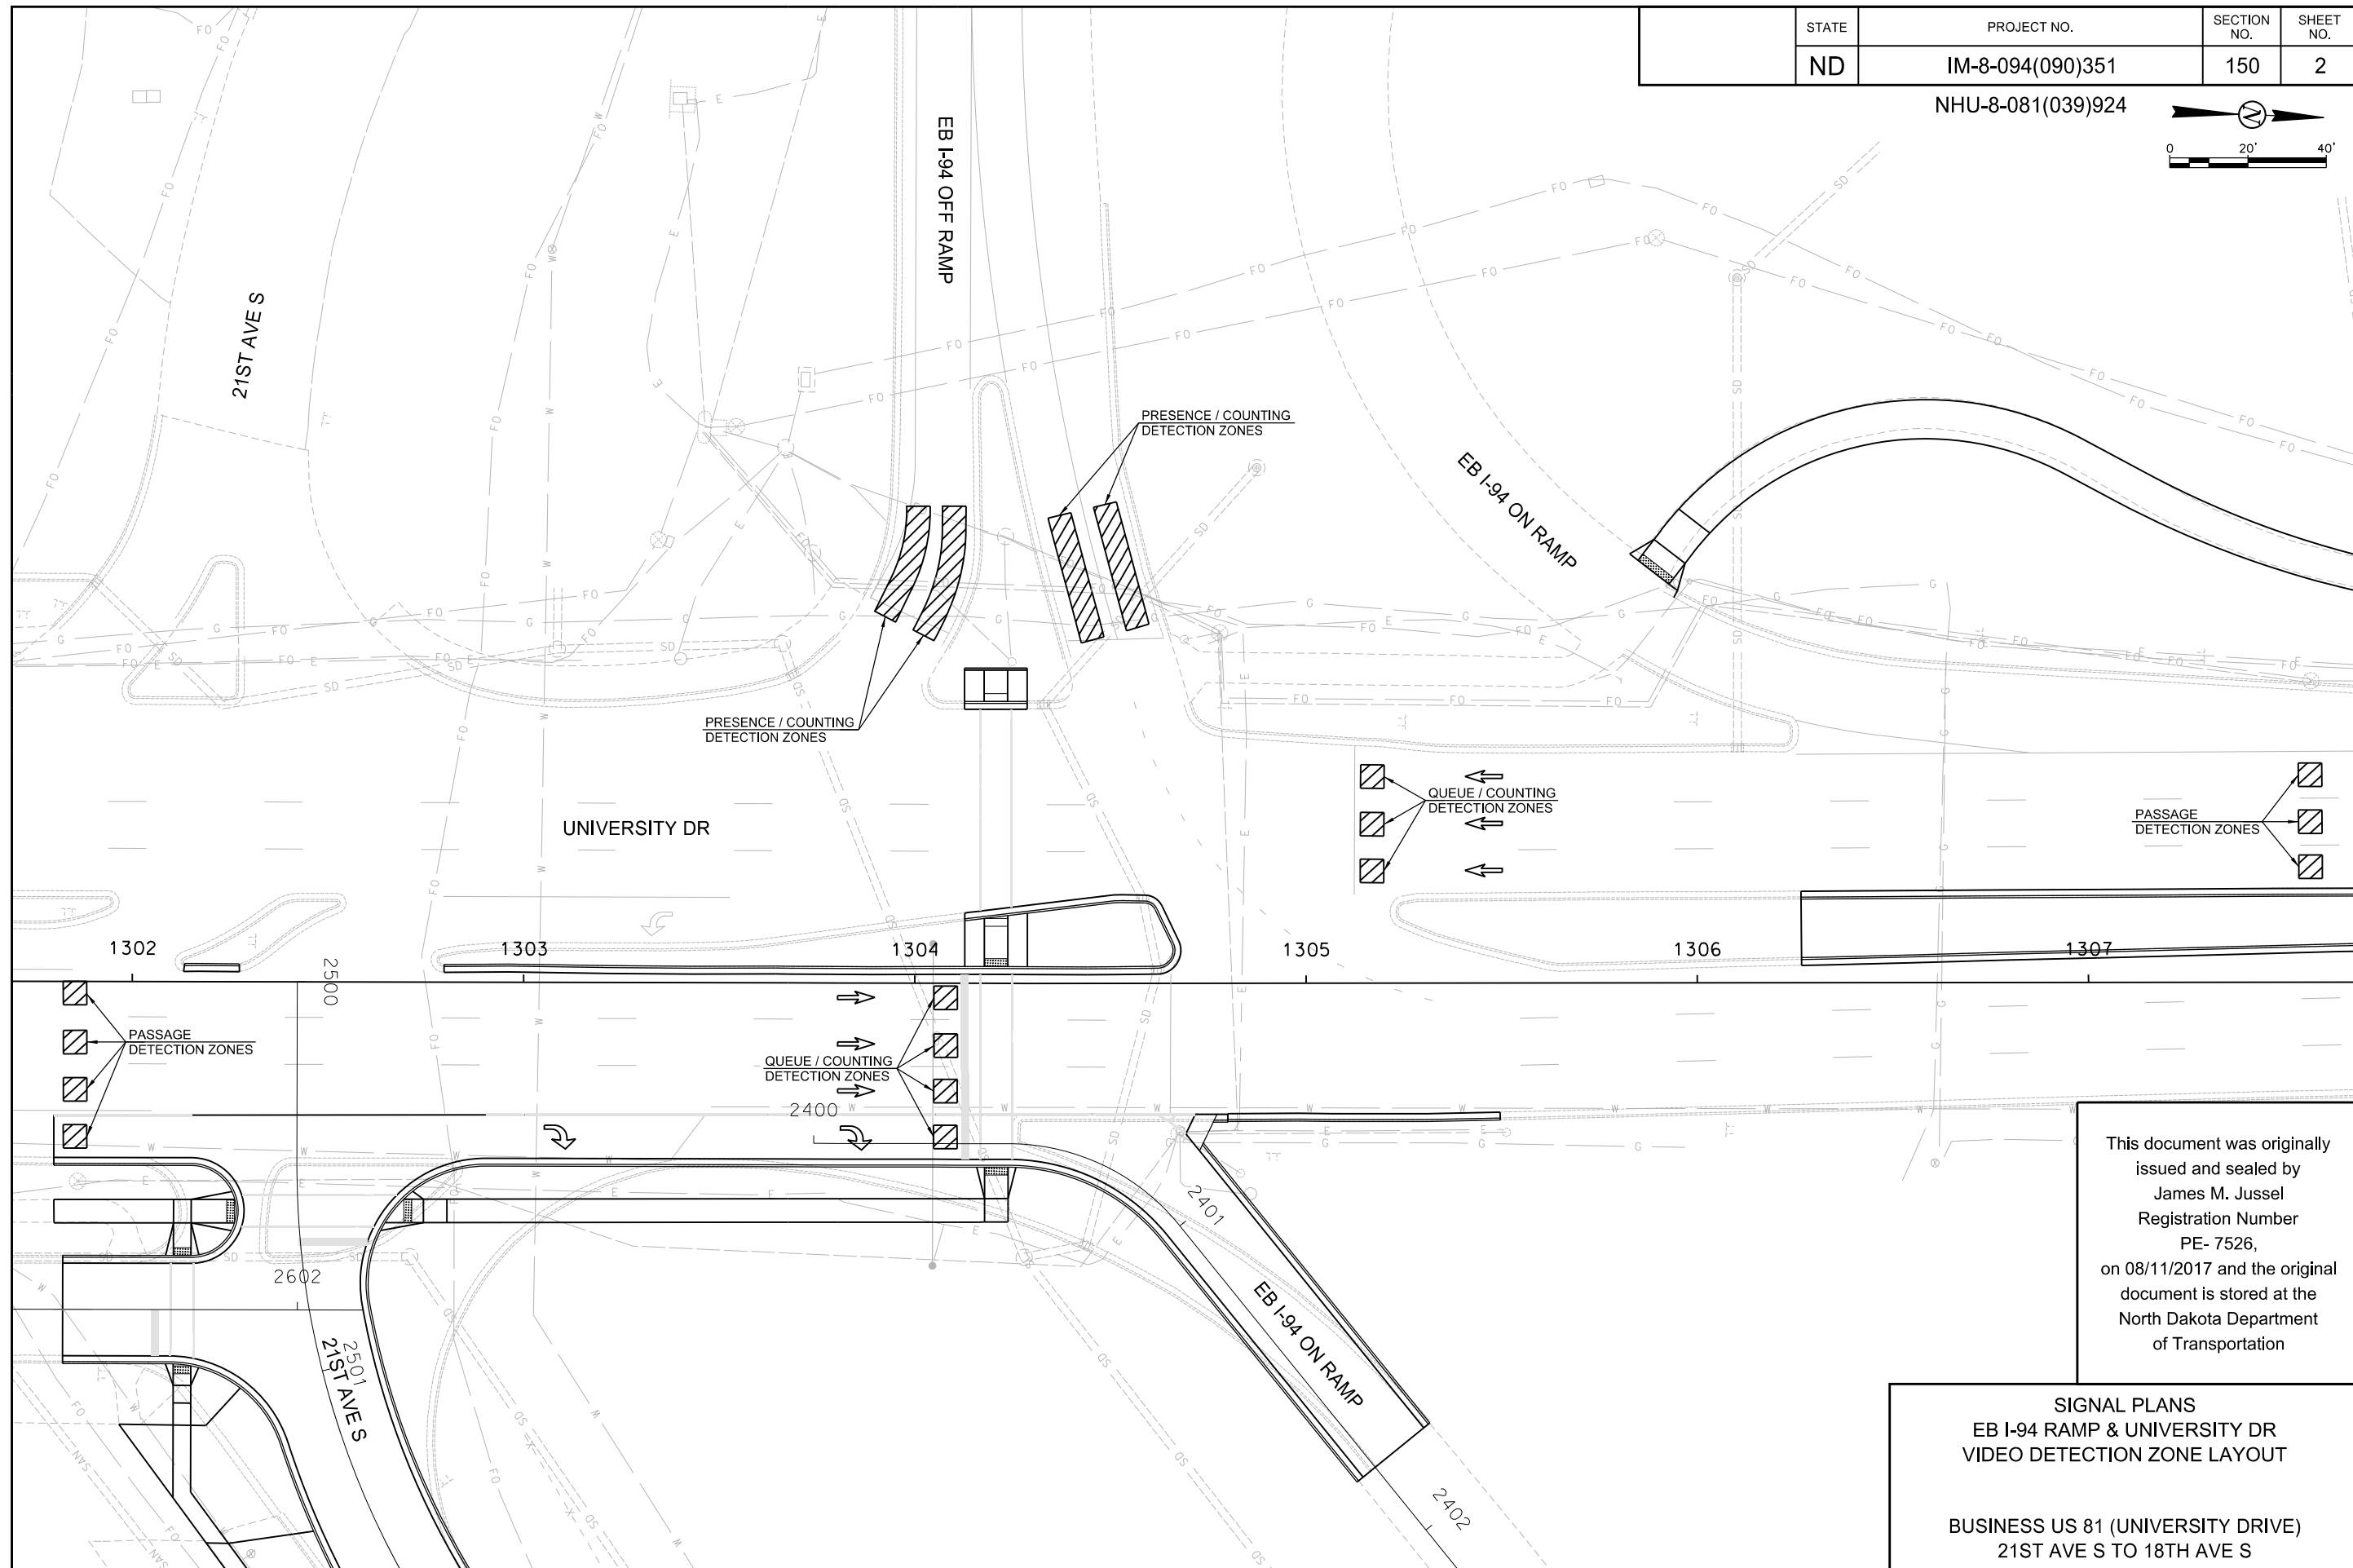 STATE
PROJECT NO.
SECTION
NO.
SHEET
NO.
ND
IM-8-094(090)351
150
2
NHU-8-081(039)924
N
0 20' 40'
EB I-94 OFF RAMP
21ST AVE S
PRESENCE / COUNTING
DETECTION ZONES
EB I-94 ON RAMP
PRESENCE / COUNTING
DETECTION ZONES
UNIVERSITY DR
QUEUE / COUNTING
DETECTION ZONES
PASSAGE
DETECTION ZONES
1302
1303
1304
1305
1306
1307
2500
PASSAGE
DETECTION ZONES
QUEUE / COUNTING
DETECTION ZONES
2400
2401
2602
2501
21ST AVE S
EB I-94 ON RAMP
2402
This document was originally
issued and sealed by
James M. Jussel
Registration Number
PE- 7526,
on 08/11/2017 and the original
document is stored at the
North Dakota Department
of Transportation
SIGNAL PLANS
EB I-94 RAMP & UNIVERSITY DR
VIDEO DETECTION ZONE LAYOUT
BUSINESS US 81 (UNIVERSITY DRIVE)
21ST AVE S TO 18TH AVE S